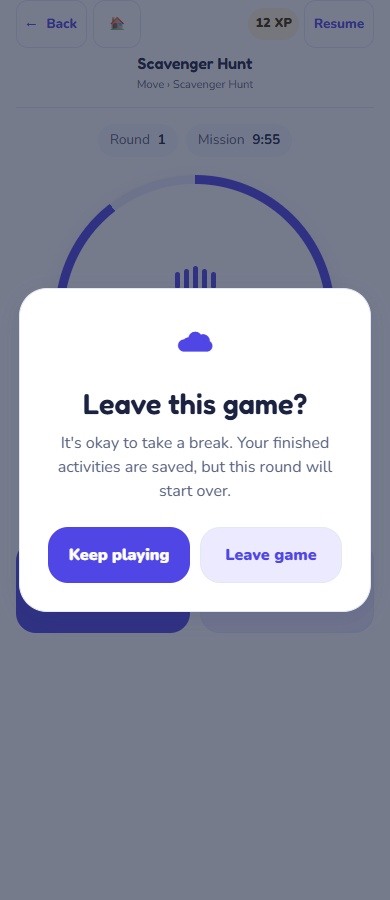 ← Back
12 XP
Resume
Scavenger Hunt
Move › Scavenger Hunt
Round 1
Mission 9:55
Leave this game?
It's okay to take a break. Your finished
activities are saved, but this round will
start over.
Keep playing
Leave game